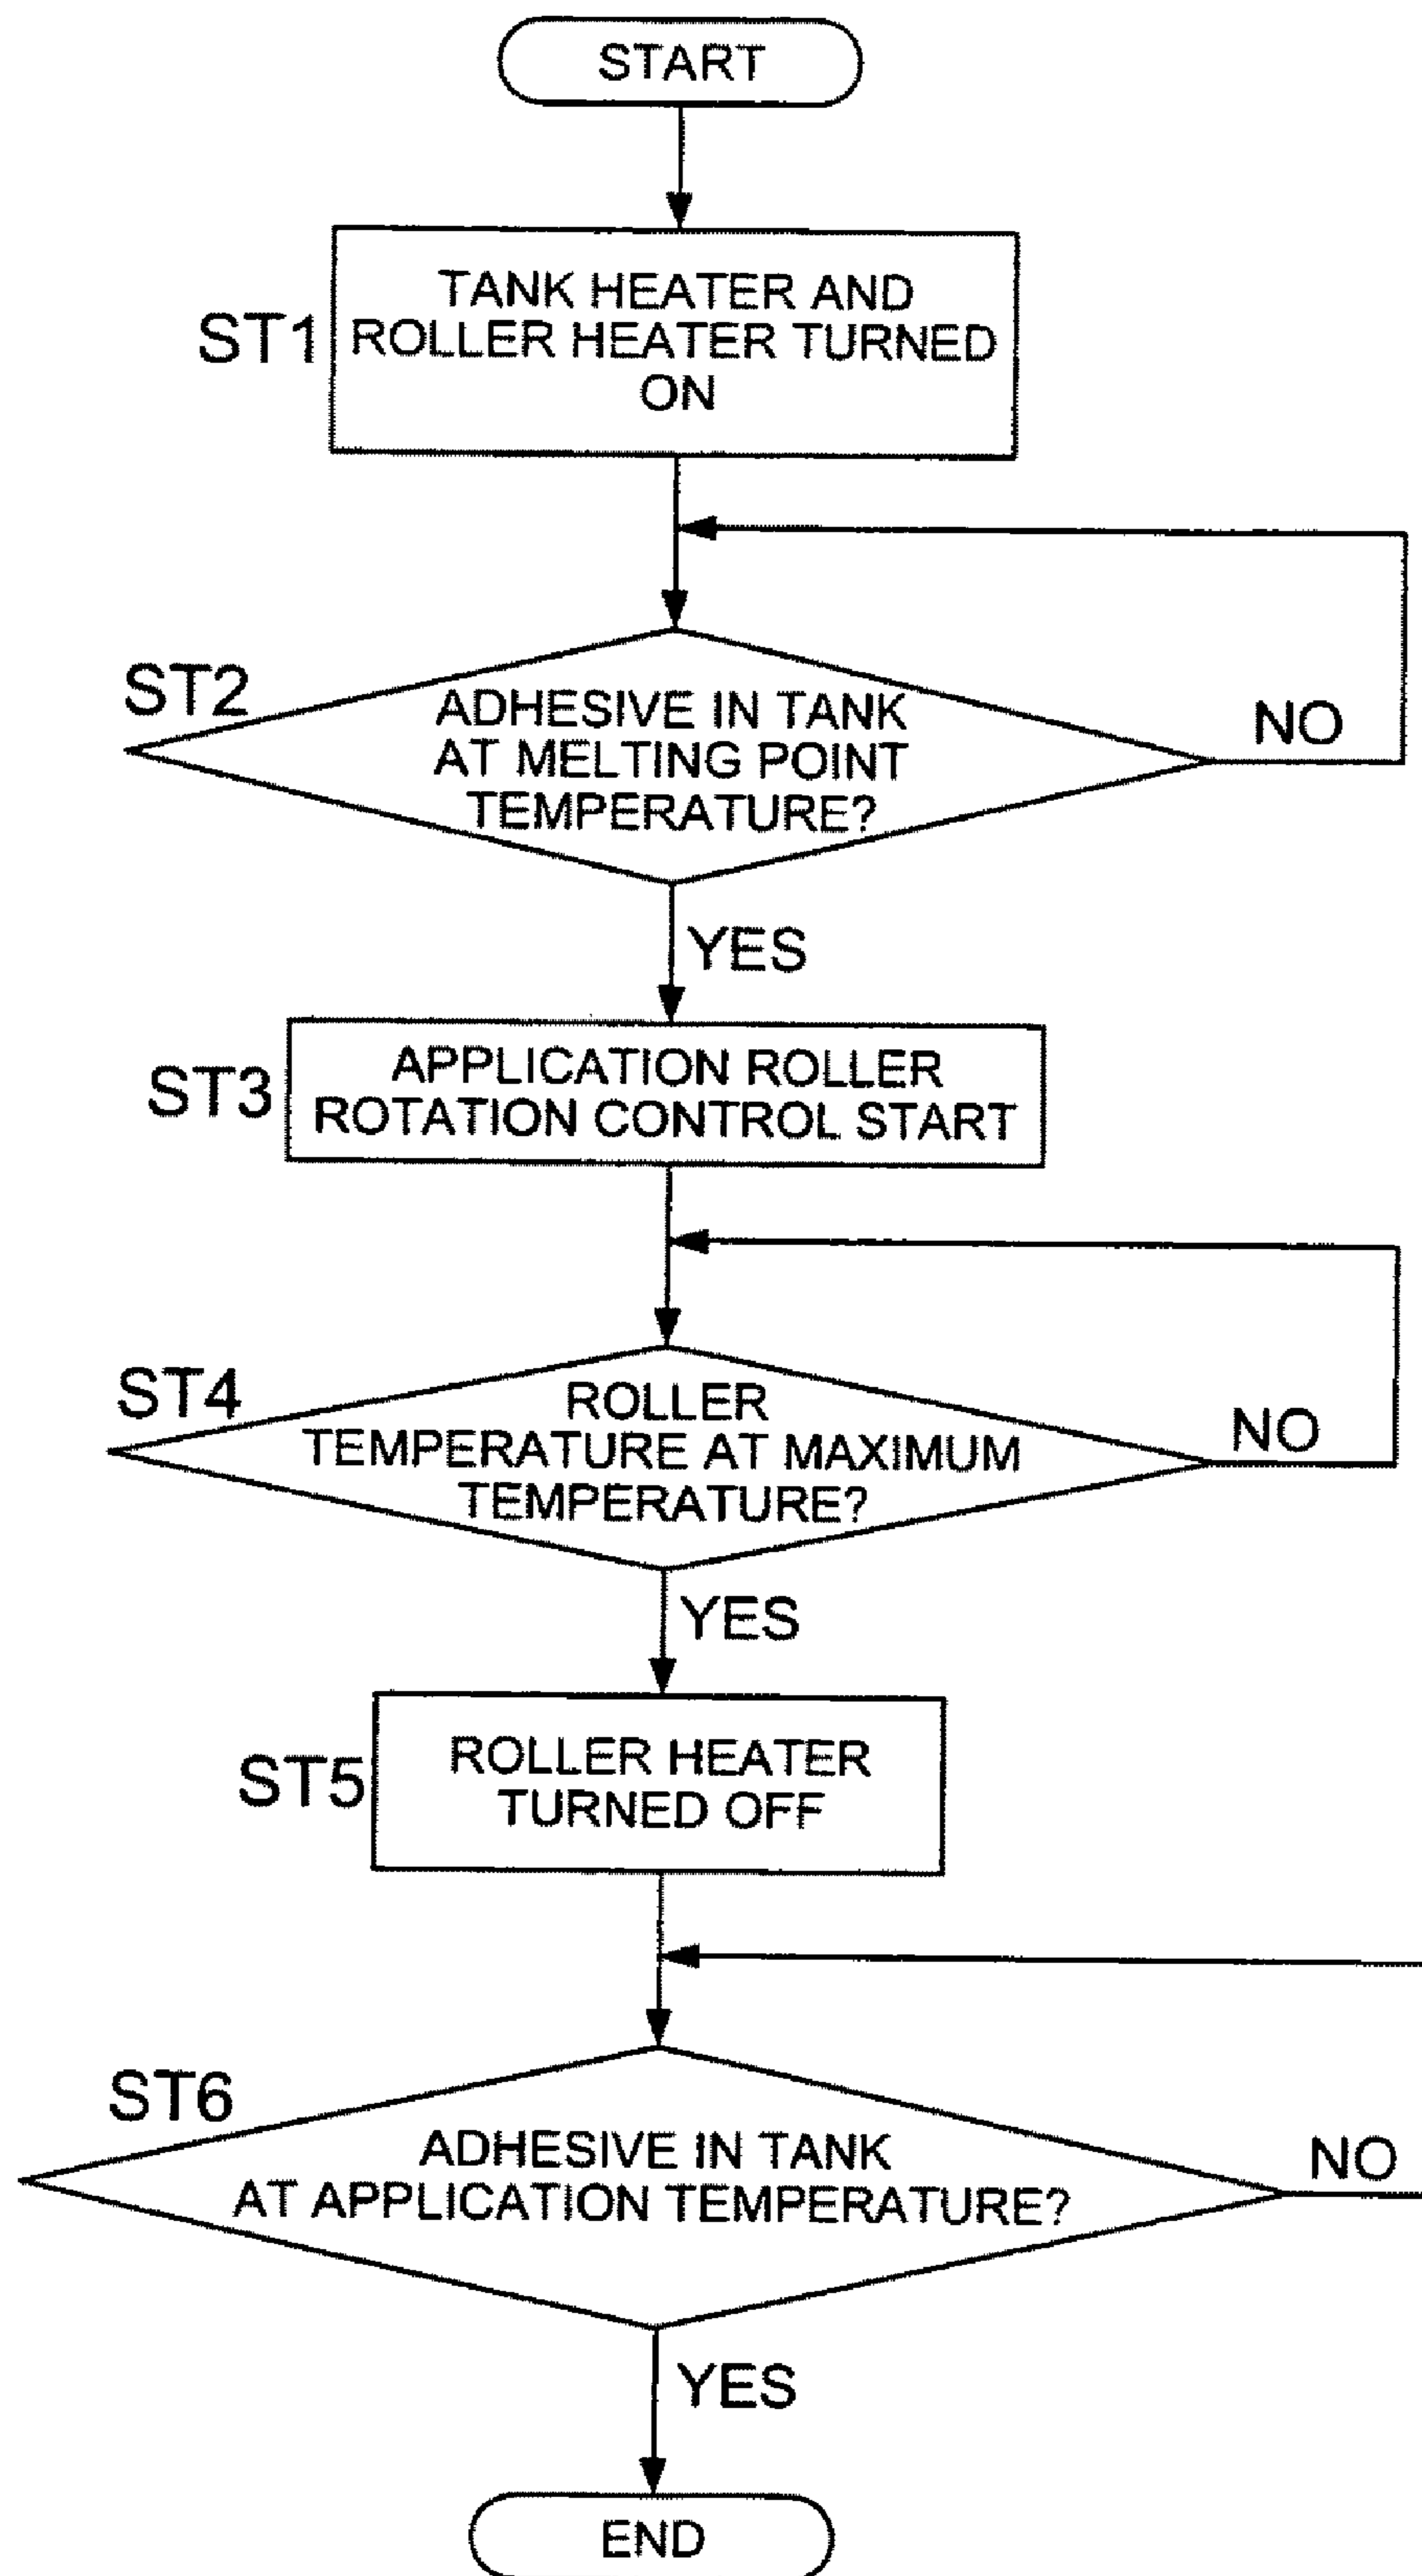 START
ST1
TANK HEATER AND
ROLLER HEATER TURNED
ON
ST2
ADHESIVE IN TANK
AT MELTING POINT
TEMPERATURE?
NO
YES
ST3
APPLICATION ROLLER
ROTATION CONTROL START
ST4
ROLLER
TEMPERATURE AT MAXIMUM
TEMPERATURE?
NO
YES
ST5
ROLLER HEATER
TURNED OFF
ST6
ADHESIVE IN TANK
AT APPLICATION TEMPERATURE?
NO
YES
END